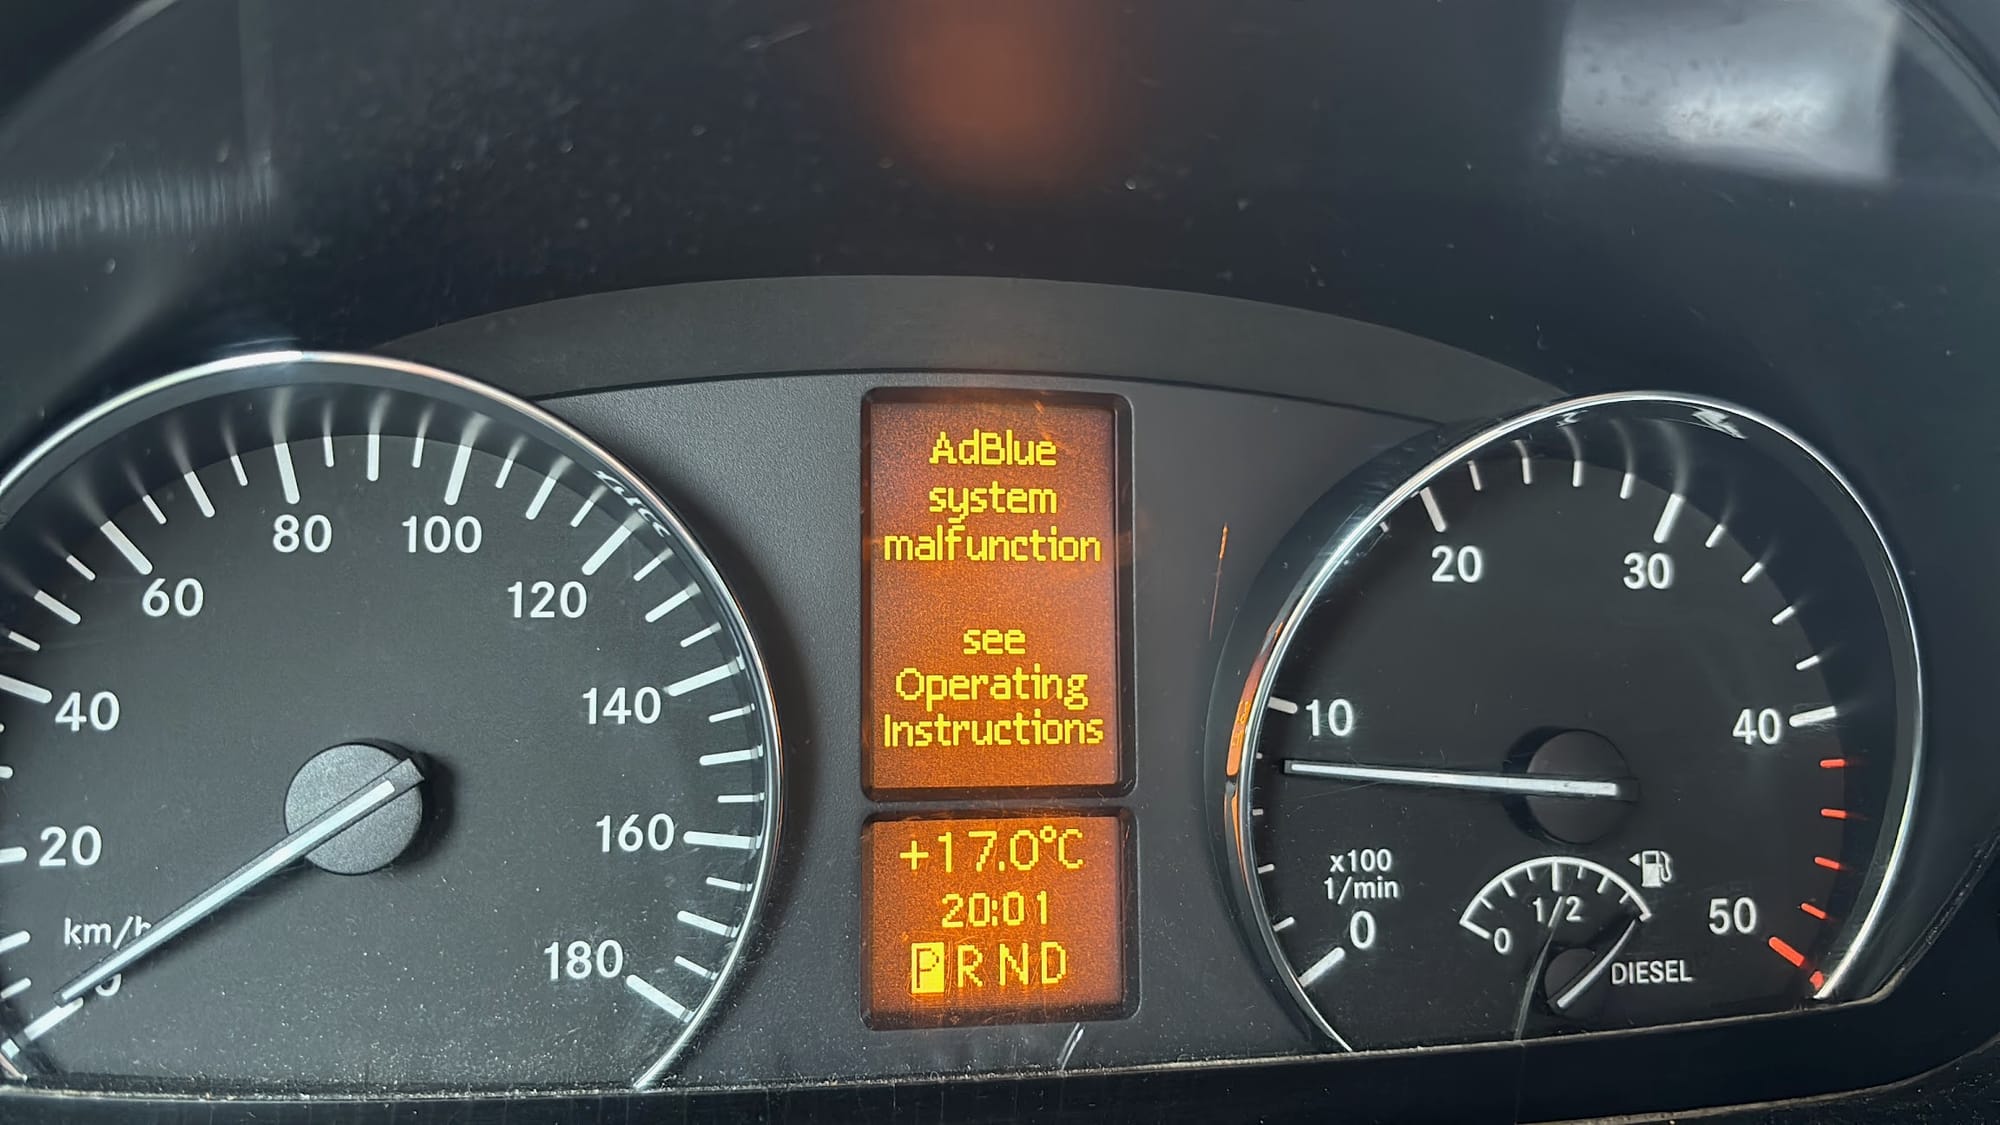 AdBlue
system
malfunction
see
Operating
Instructions
+17.0°C
20:01
P R N D
20
40
60
80
100
120
140
160
180
km/h
0
10
20
30
40
50
x100
1/min
0
1/2
DIESEL